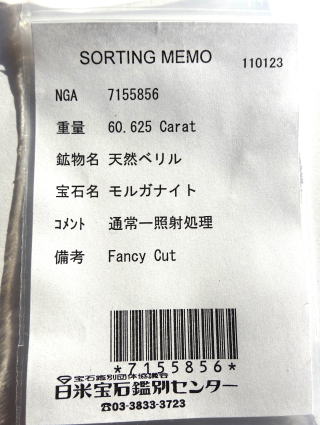 SORTING MEMO 110123
NGA 7155856
重量 60.625 Carat
鉱物名 天然ベリル
宝石名 モルガナイト
ｺﾒﾝﾄ 通常一照射処理
備考 Fancy Cut
*7155856*
宝石鑑別団体協議会
日米宝石鑑別センター
☎03-3833-3723